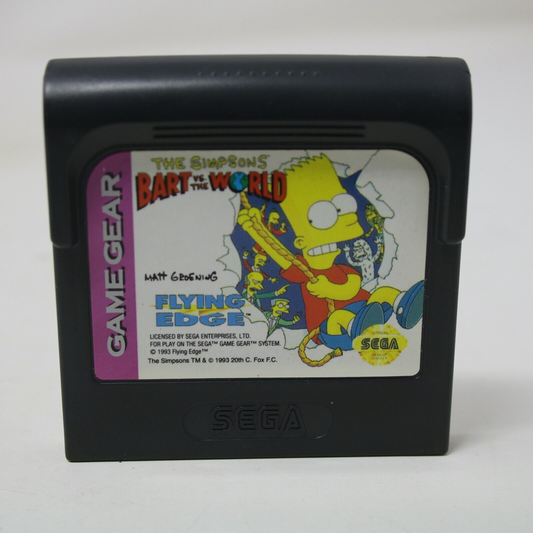 GAME GEAR
THE SIMPSONS
BART VS. THE WORLD
MATT GROENING
FLYING
EDGE™
LICENSED BY SEGA ENTERPRISES, LTD.
FOR PLAY ON THE SEGA™ GAME GEAR™ SYSTEM.
© 1993 Flying Edge™
The Simpsons TM & © 1993 20th C. Fox F.C.
SEGA
SEGA